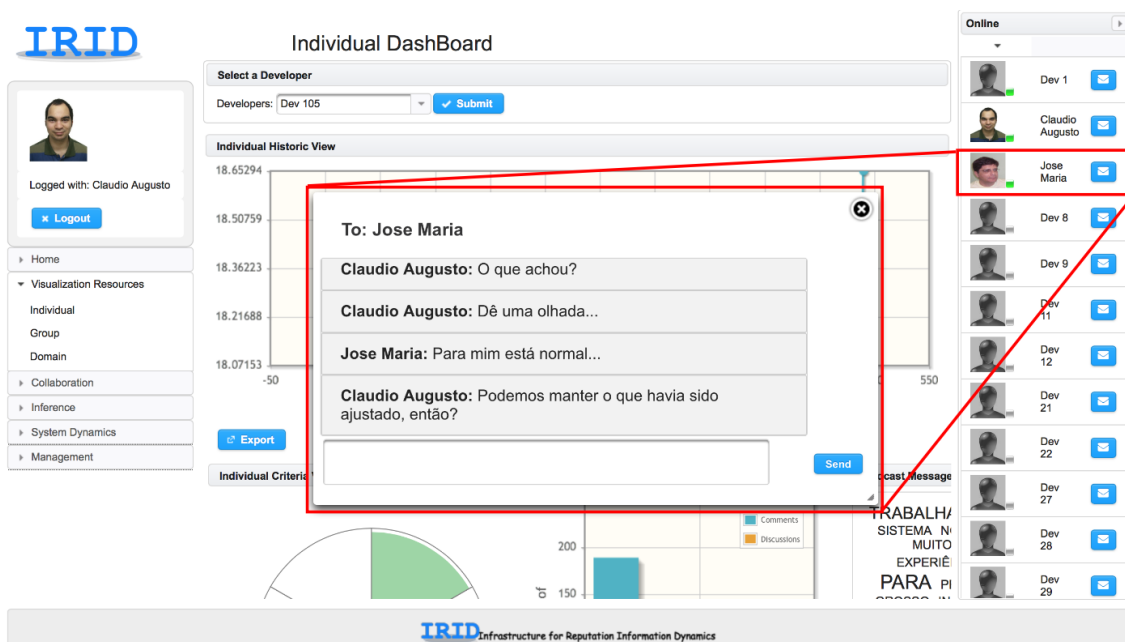 IRID
Individual DashBoard
Logged with: Claudio Augusto
Logout
Home
Visualization Resources
Individual
Group
Domain
Collaboration
Inference
System Dynamics
Management
Select a Developer
Developers: Dev 105
Submit
Individual Historic View
18.65294
18.50759
18.36223
18.21688
18.07153
-50
550
To: Jose Maria
Claudio Augusto: O que achou?
Claudio Augusto: Dê uma olhada...
Jose Maria: Para mim está normal...
Claudio Augusto: Podemos manter o que havia sido
ajustado, então?
Send
Export
Individual Criteria
Message
Comments
Discussions
200
150
of
SISTEMA
MUITO
PARA
Online
Dev 1
Claudio
Augusto
Jose
Maria
Dev 8
Dev 9
Dev
11
Dev
12
Dev
21
Dev
22
Dev
27
Dev
28
Dev
29
IRID Infrastructure for Reputation Information Dynamics